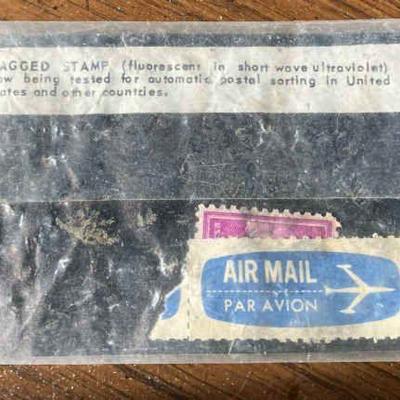 AGGED STAMP (fluorescent in short wave ultraviolet)
ow being tested for automatic postal sorting in United
ates and other countries.
AIR MAIL
PAR AVION